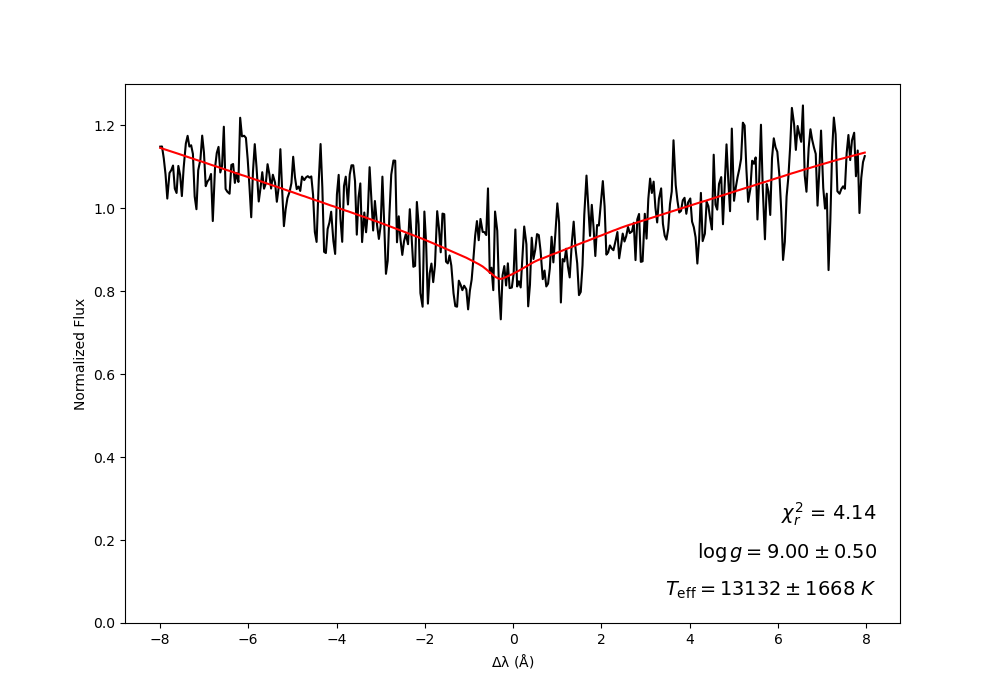 1.2
1.0
0.8
0.6
0.4
0.2
0.0
Normalized Flux
χ²ᵣ = 4.14
log g = 9.00 ± 0.50
T_eff = 13132 ± 1668 K
−8 −6 −4 −2 0 2 4 6 8
Δλ (Å)